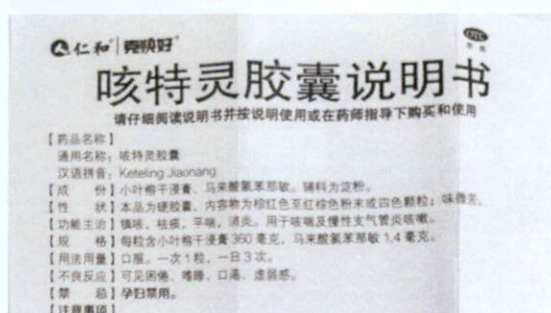 仁和 克快好
OTC
咳特灵胶囊说明书
请仔细阅读说明书并按说明使用或在药师指导下购买和使用
【药品名称】
通用名称：咳特灵胶囊
汉语拼音：Keteling Jiaonang
【成　份】小叶榕干浸膏、马来酸氯苯那敏。辅料为淀粉。
【性　状】本品为硬胶囊，内容物为棕红色至红棕色粉末或四色颗粒；味微苦。
【功能主治】镇咳、祛痰、平喘、消炎。用于咳喘及慢性支气管炎咳嗽。
【规　格】每粒含小叶榕干浸膏360毫克，马来酸氯苯那敏1.4毫克。
【用法用量】口服。一次1粒，一日3次。
【不良反应】可见困倦、嗜睡、口渴、虚弱感。
【禁　忌】孕妇禁用。
【注意事项】